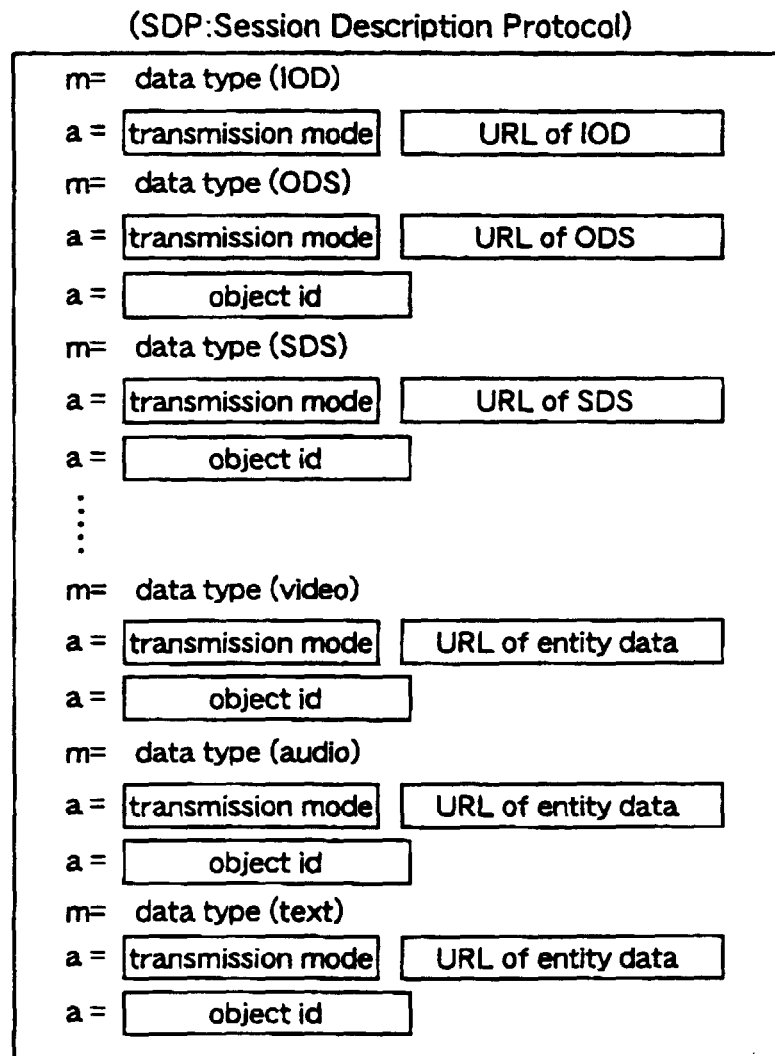 (SDP:Session Description Protocol)
m= data type (IOD)
a = transmission mode URL of IOD
m= data type (ODS)
a = transmission mode URL of ODS
a = object id
m= data type (SDS)
a = transmission mode URL of SDS
a = object id
m= data type (video)
a = transmission mode URL of entity data
a = object id
m= data type (audio)
a = transmission mode URL of entity data
a = object id
m= data type (text)
a = transmission mode URL of entity data
a = object id